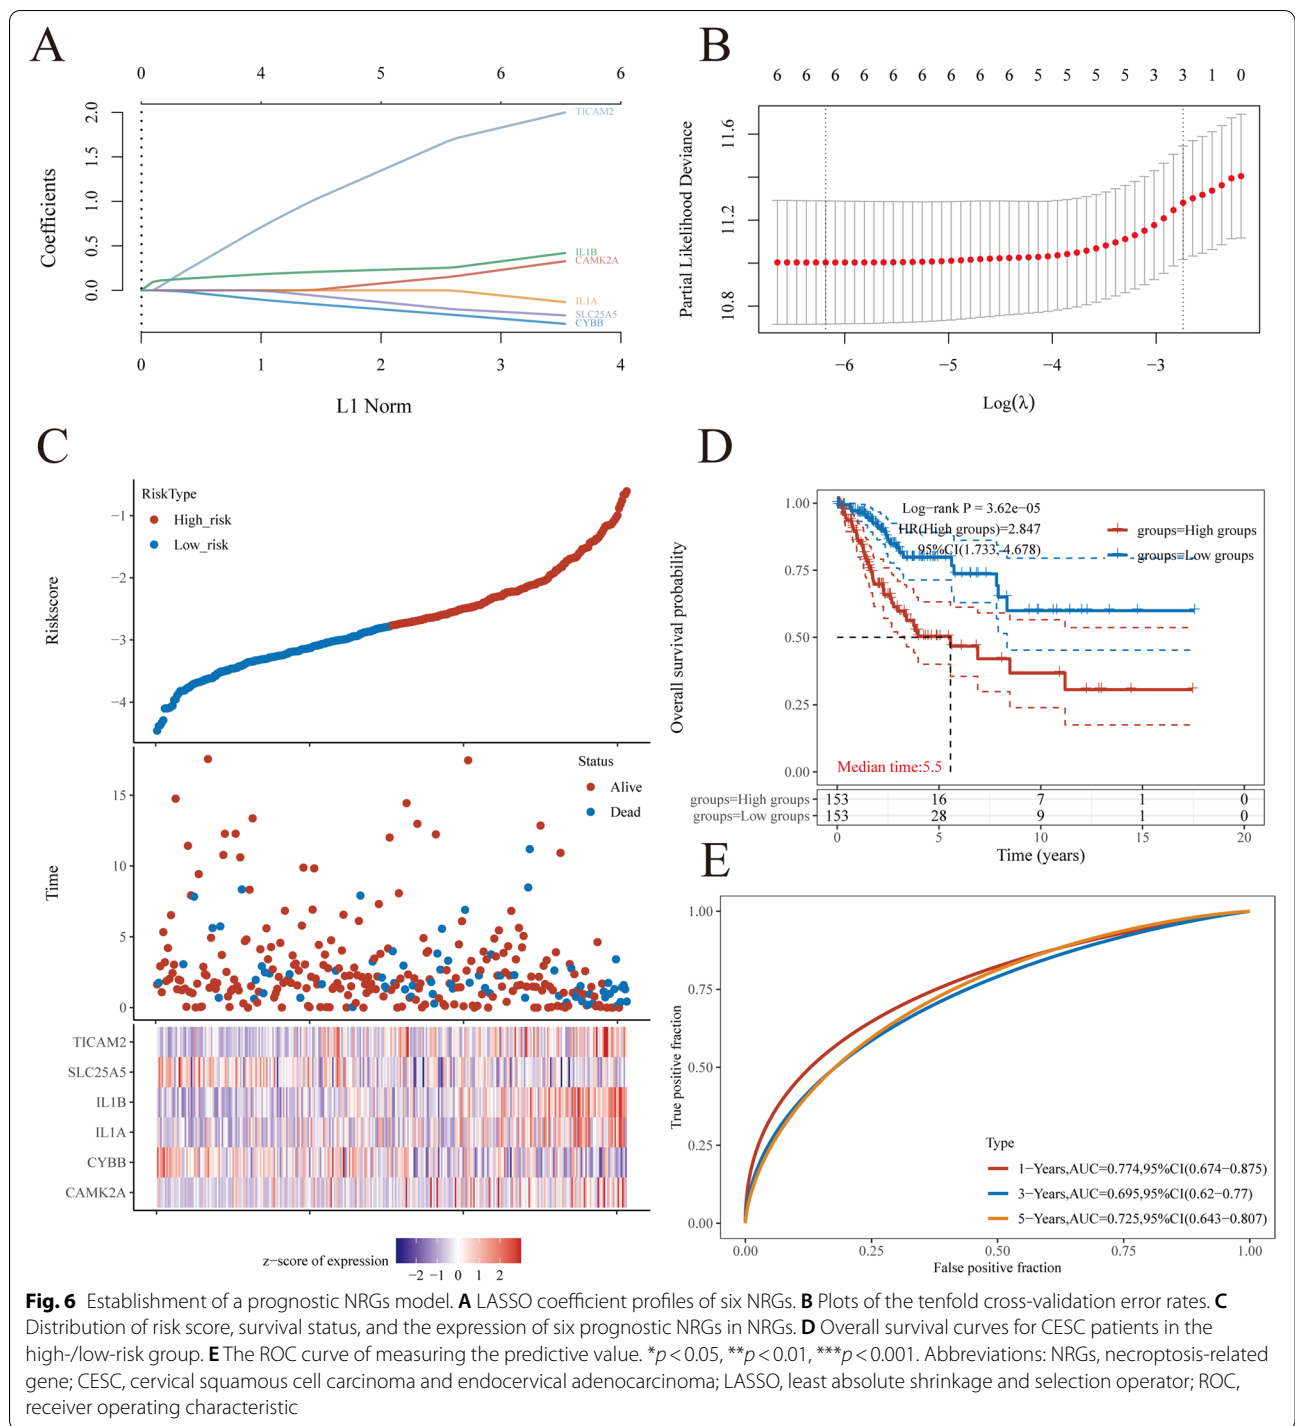 A
0 4 5 6 6
Coefficients
2.0
1.5
1.0
0.5
0.0
TICAM2
IL1B
CAMK2A
IL1A
SLC25A5
CYBB
0 1 2 3 4
L1 Norm
B
6 6 6 6 6 6 6 6 6 5 5 5 5 3 3 1 0
Partial Likelihood Deviance
11.6
11.2
10.8
−6 −5 −4 −3
Log(λ)
C
RiskType
High_risk
Low_risk
Riskscore
−1
−2
−3
−4
Status
Alive
Dead
Time
15
10
5
0
TICAM2
SLC25A5
IL1B
IL1A
CYBB
CAMK2A
z−score of expression
−2 −1 0 1 2
D
Overall survival probability
1.00
0.75
0.50
0.25
0.00
Log−rank P = 3.62e−05
HR(High groups)=2.847
95%CI(1.733,4.678)
groups=High groups
groups=Low groups
Median time:5.5
groups=High groups 153 16 7 1 0
groups=Low groups 153 28 9 1 0
0 5 10 15 20
Time (years)
E
True positive fraction
1.00
0.75
0.50
0.25
0.00
Type
1−Years,AUC=0.774,95%CI(0.674−0.875)
3−Years,AUC=0.695,95%CI(0.62−0.77)
5−Years,AUC=0.725,95%CI(0.643−0.807)
0.00 0.25 0.50 0.75 1.00
False positive fraction
Fig. 6 Establishment of a prognostic NRGs model. A LASSO coefficient profiles of six NRGs. B Plots of the tenfold cross-validation error rates. C
Distribution of risk score, survival status, and the expression of six prognostic NRGs in NRGs. D Overall survival curves for CESC patients in the
high-/low-risk group. E The ROC curve of measuring the predictive value. *p < 0.05, **p < 0.01, ***p < 0.001. Abbreviations: NRGs, necroptosis-related
gene; CESC, cervical squamous cell carcinoma and endocervical adenocarcinoma; LASSO, least absolute shrinkage and selection operator; ROC,
receiver operating characteristic